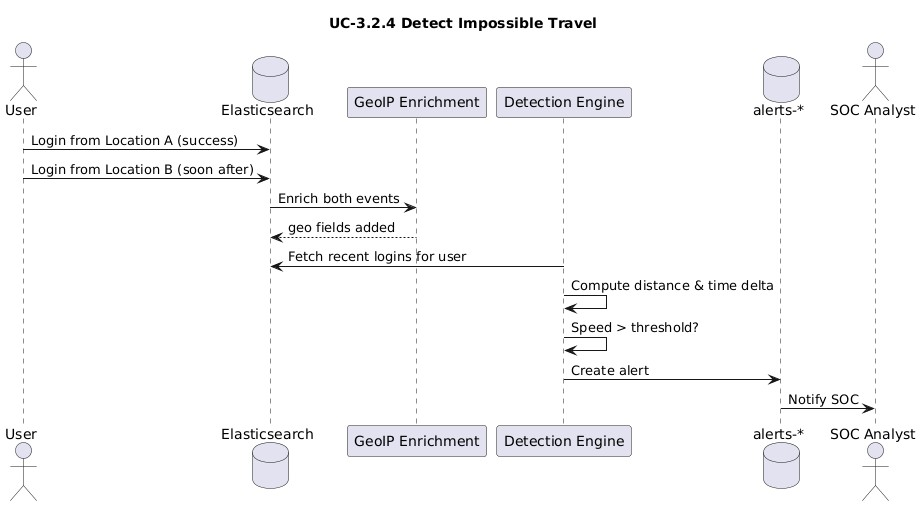 UC-3.2.4 Detect Impossible Travel
User
Elasticsearch
GeoIP Enrichment
Detection Engine
alerts-*
SOC Analyst
Login from Location A (success)
Login from Location B (soon after)
Enrich both events
geo fields added
Fetch recent logins for user
Compute distance & time delta
Speed > threshold?
Create alert
Notify SOC
User
Elasticsearch
GeoIP Enrichment
Detection Engine
alerts-*
SOC Analyst